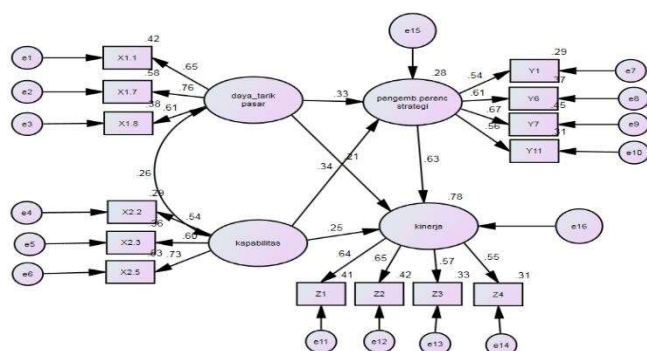 e15
.42
e1
X1.1
.65
.29
.58
.28
.54
Y1
e7
e2
X1.7
.76
daya_tarik
pasar
.33
pengemb.perenc
strategi
.61
.37
Y6
e8
.38
.61
.67
.45
e3
X1.8
Y7
e9
.56
.31
Y11
e10
.26
.34
.21
.63
.29
e4
X2.2
.54
.78
.36
e5
X2.3
.60
kapabilitas
.25
kinerja
e16
.53
.73
e6
X2.5
.64
.65
.57
.55
.41
.42
.33
.31
Z1
Z2
Z3
Z4
e11
e12
e13
e14